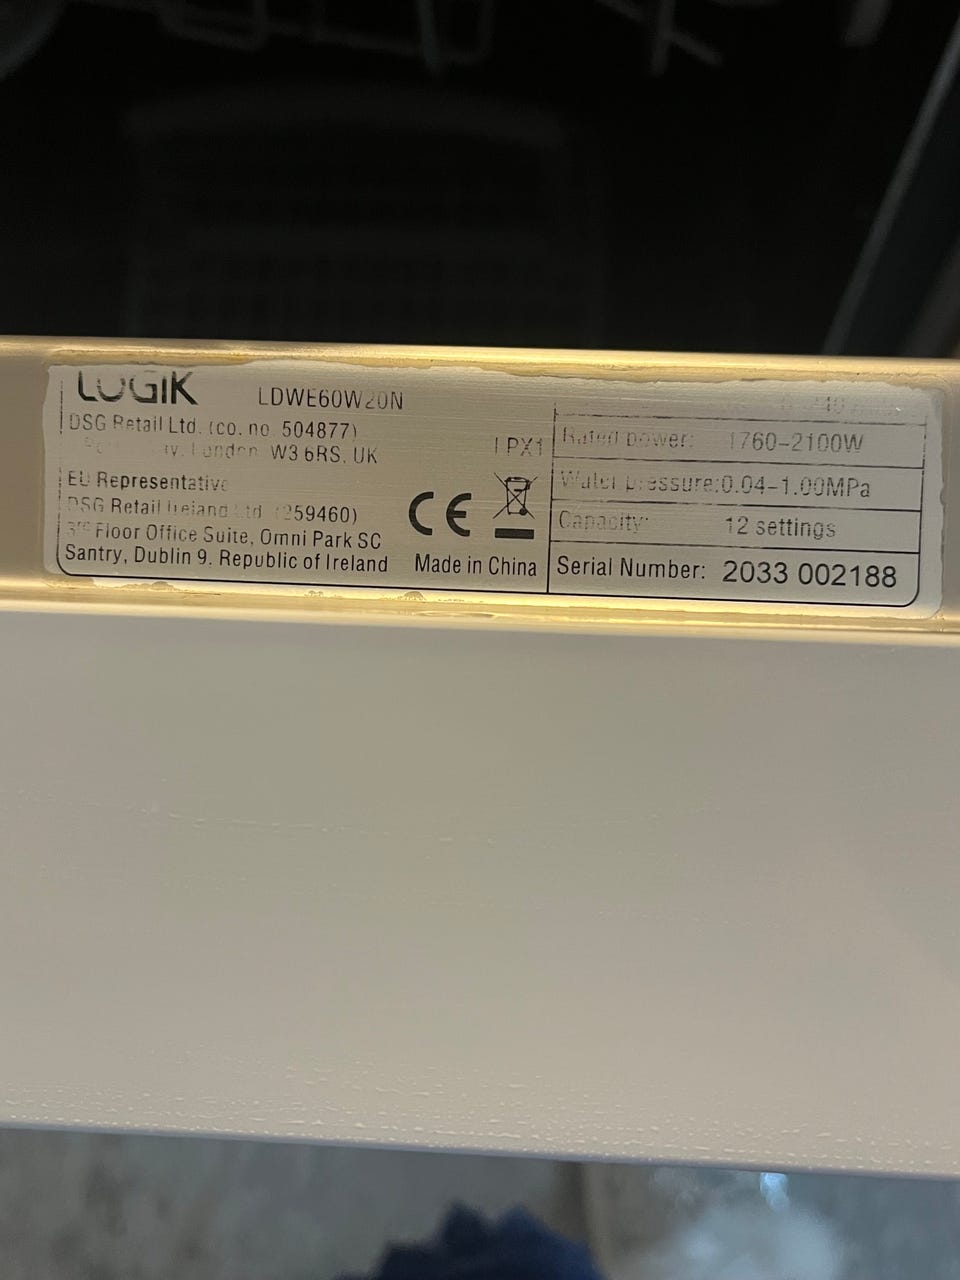 LOGIK LDWE60W20N
DSG Retail Ltd. (co. no. 504877)
London W3 6RS, UK
IPX1
EU Representative
DSG Retail Ireland Ltd (259460)
3rd Floor Office Suite, Omni Park SC
Santry, Dublin 9. Republic of Ireland
CE
Made in China
Rated power: 1760-2100W
Water pressure:0.04-1.00MPa
Capacity: 12 settings
Serial Number: 2033 002188